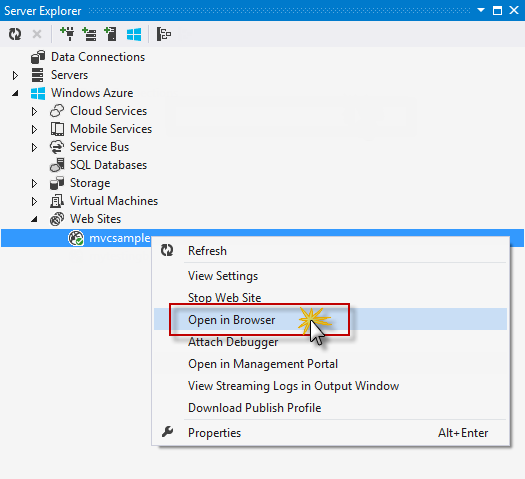 Server Explorer
Data Connections
Servers
Windows Azure
Cloud Services
Mobile Services
Service Bus
SQL Databases
Storage
Virtual Machines
Web Sites
mvcsample
Refresh
View Settings
Stop Web Site
Open in Browser
Attach Debugger
Open in Management Portal
View Streaming Logs in Output Window
Download Publish Profile
Properties Alt+Enter